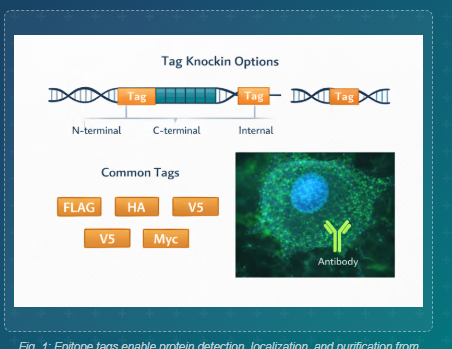 Tag Knockin Options
Tag Tag Tag
N-terminal C-terminal Internal
Common Tags
FLAG HA V5
V5 Myc
Antibody
Fig. 1: Epitope tags enable protein detection, localization, and purification from